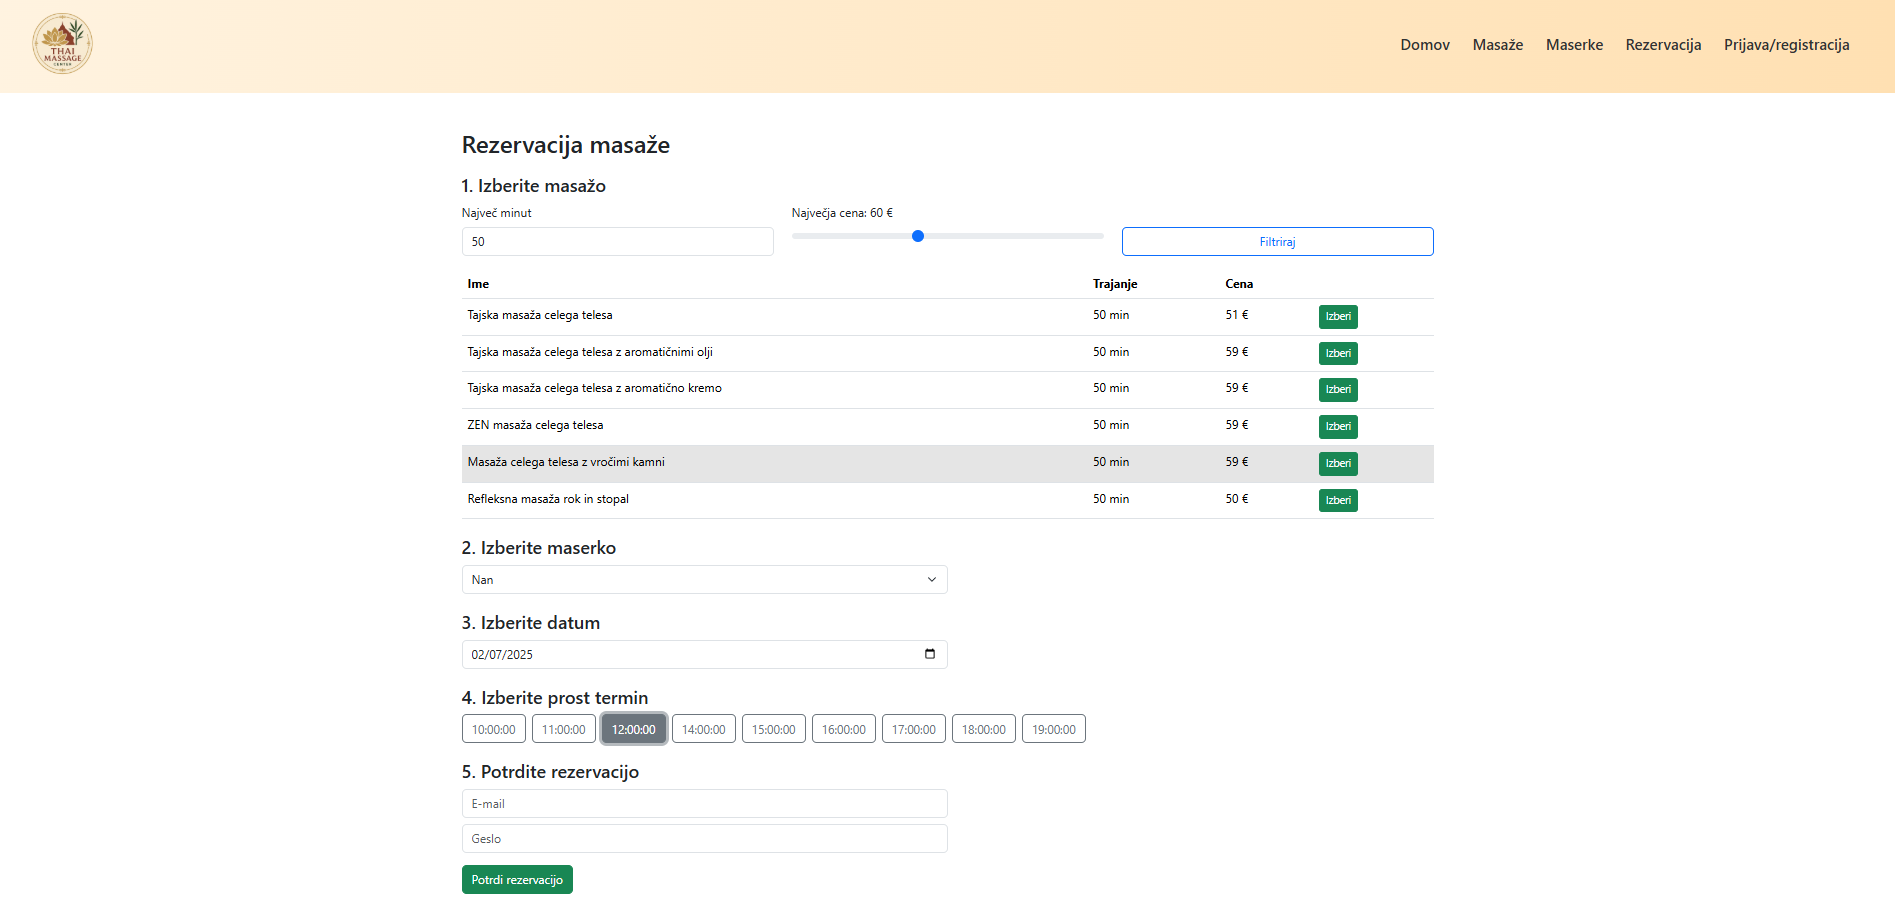 THAI
MASSAGE
CENTER
Domov Masaže Maserke Rezervacija Prijava/registracija
Rezervacija masaže
1. Izberite masažo
Največ minut Največja cena: 60 €
50 Filtriraj
Ime Trajanje Cena
Tajska masaža celega telesa 50 min 51 € Izberi
Tajska masaža celega telesa z aromatičnimi olji 50 min 59 € Izberi
Tajska masaža celega telesa z aromatično kremo 50 min 59 € Izberi
ZEN masaža celega telesa 50 min 59 € Izberi
Masaža celega telesa z vročimi kamni 50 min 59 € Izberi
Refleksna masaža rok in stopal 50 min 50 € Izberi
2. Izberite maserko
Nan
3. Izberite datum
02/07/2025
4. Izberite prost termin
10:00:00 11:00:00 12:00:00 14:00:00 15:00:00 16:00:00 17:00:00 18:00:00 19:00:00
5. Potrdite rezervacijo
E-mail
Geslo
Potrdi rezervacijo